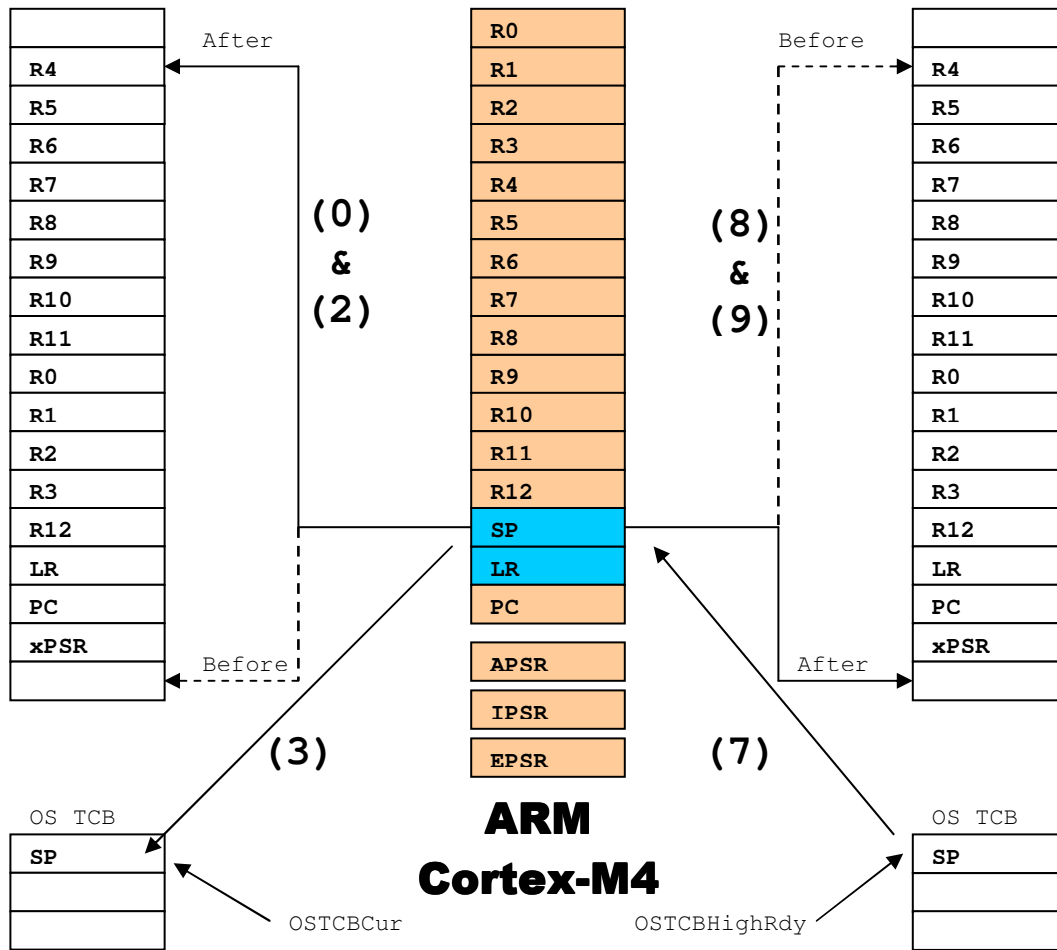 After
R4
R5
R6
R7
R8
R9
R10
R11
R0
R1
R2
R3
R12
LR
PC
xPSR
Before
(0)
&
(2)
(3)
OS TCB
SP
OSTCBCur
R0
R1
R2
R3
R4
R5
R6
R7
R8
R9
R10
R11
R12
SP
LR
PC
APSR
IPSR
EPSR
ARM
Cortex-M4
Before
R4
R5
R6
R7
R8
R9
R10
R11
R0
R1
R2
R3
R12
LR
PC
xPSR
After
(8)
&
(9)
(7)
OS TCB
SP
OSTCBHighRdy